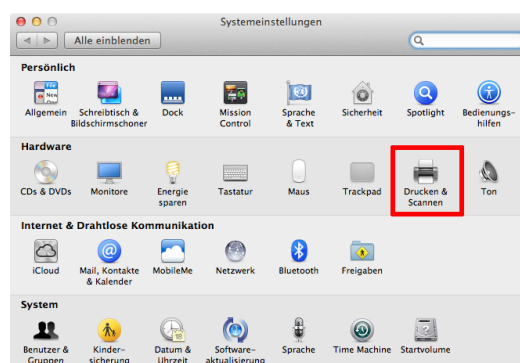 Systemeinstellungen
Alle einblenden
Persönlich
Allgemein Schreibtisch & Bildschirmschoner Dock Mission Control Sprache & Text Sicherheit Spotlight Bedienungs-hilfen
Hardware
CDs & DVDs Monitore Energie sparen Tastatur Maus Trackpad Drucken & Scannen Ton
Internet & Drahtlose Kommunikation
iCloud Mail, Kontakte & Kalender MobileMe Netzwerk Bluetooth Freigaben
System
Benutzer & Gruppen Kinder-sicherung Datum & Uhrzeit Software-aktualisierung Sprache Time Machine Startvolume